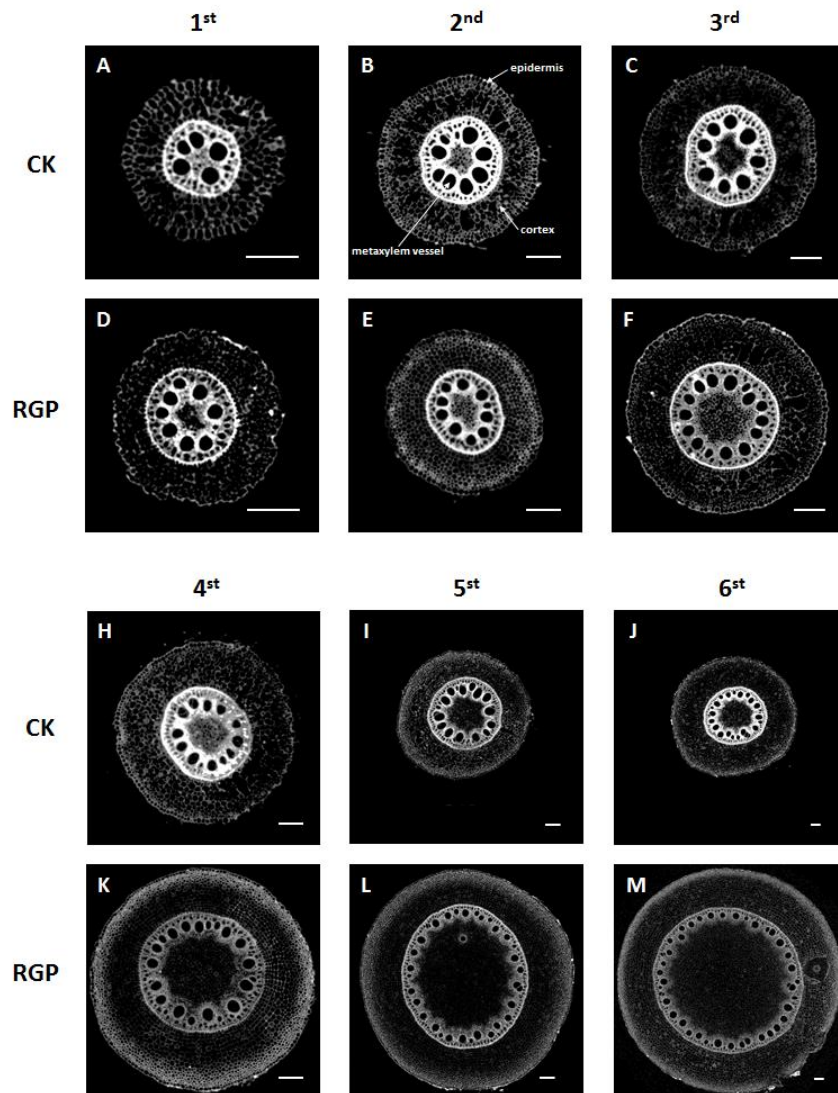 1st 2nd 3rd
CK
A
B
epidermis
cortex
metaxylem vessel
C
RGP
D
E
F
4st 5st 6st
CK
H
I
J
RGP
K
L
M